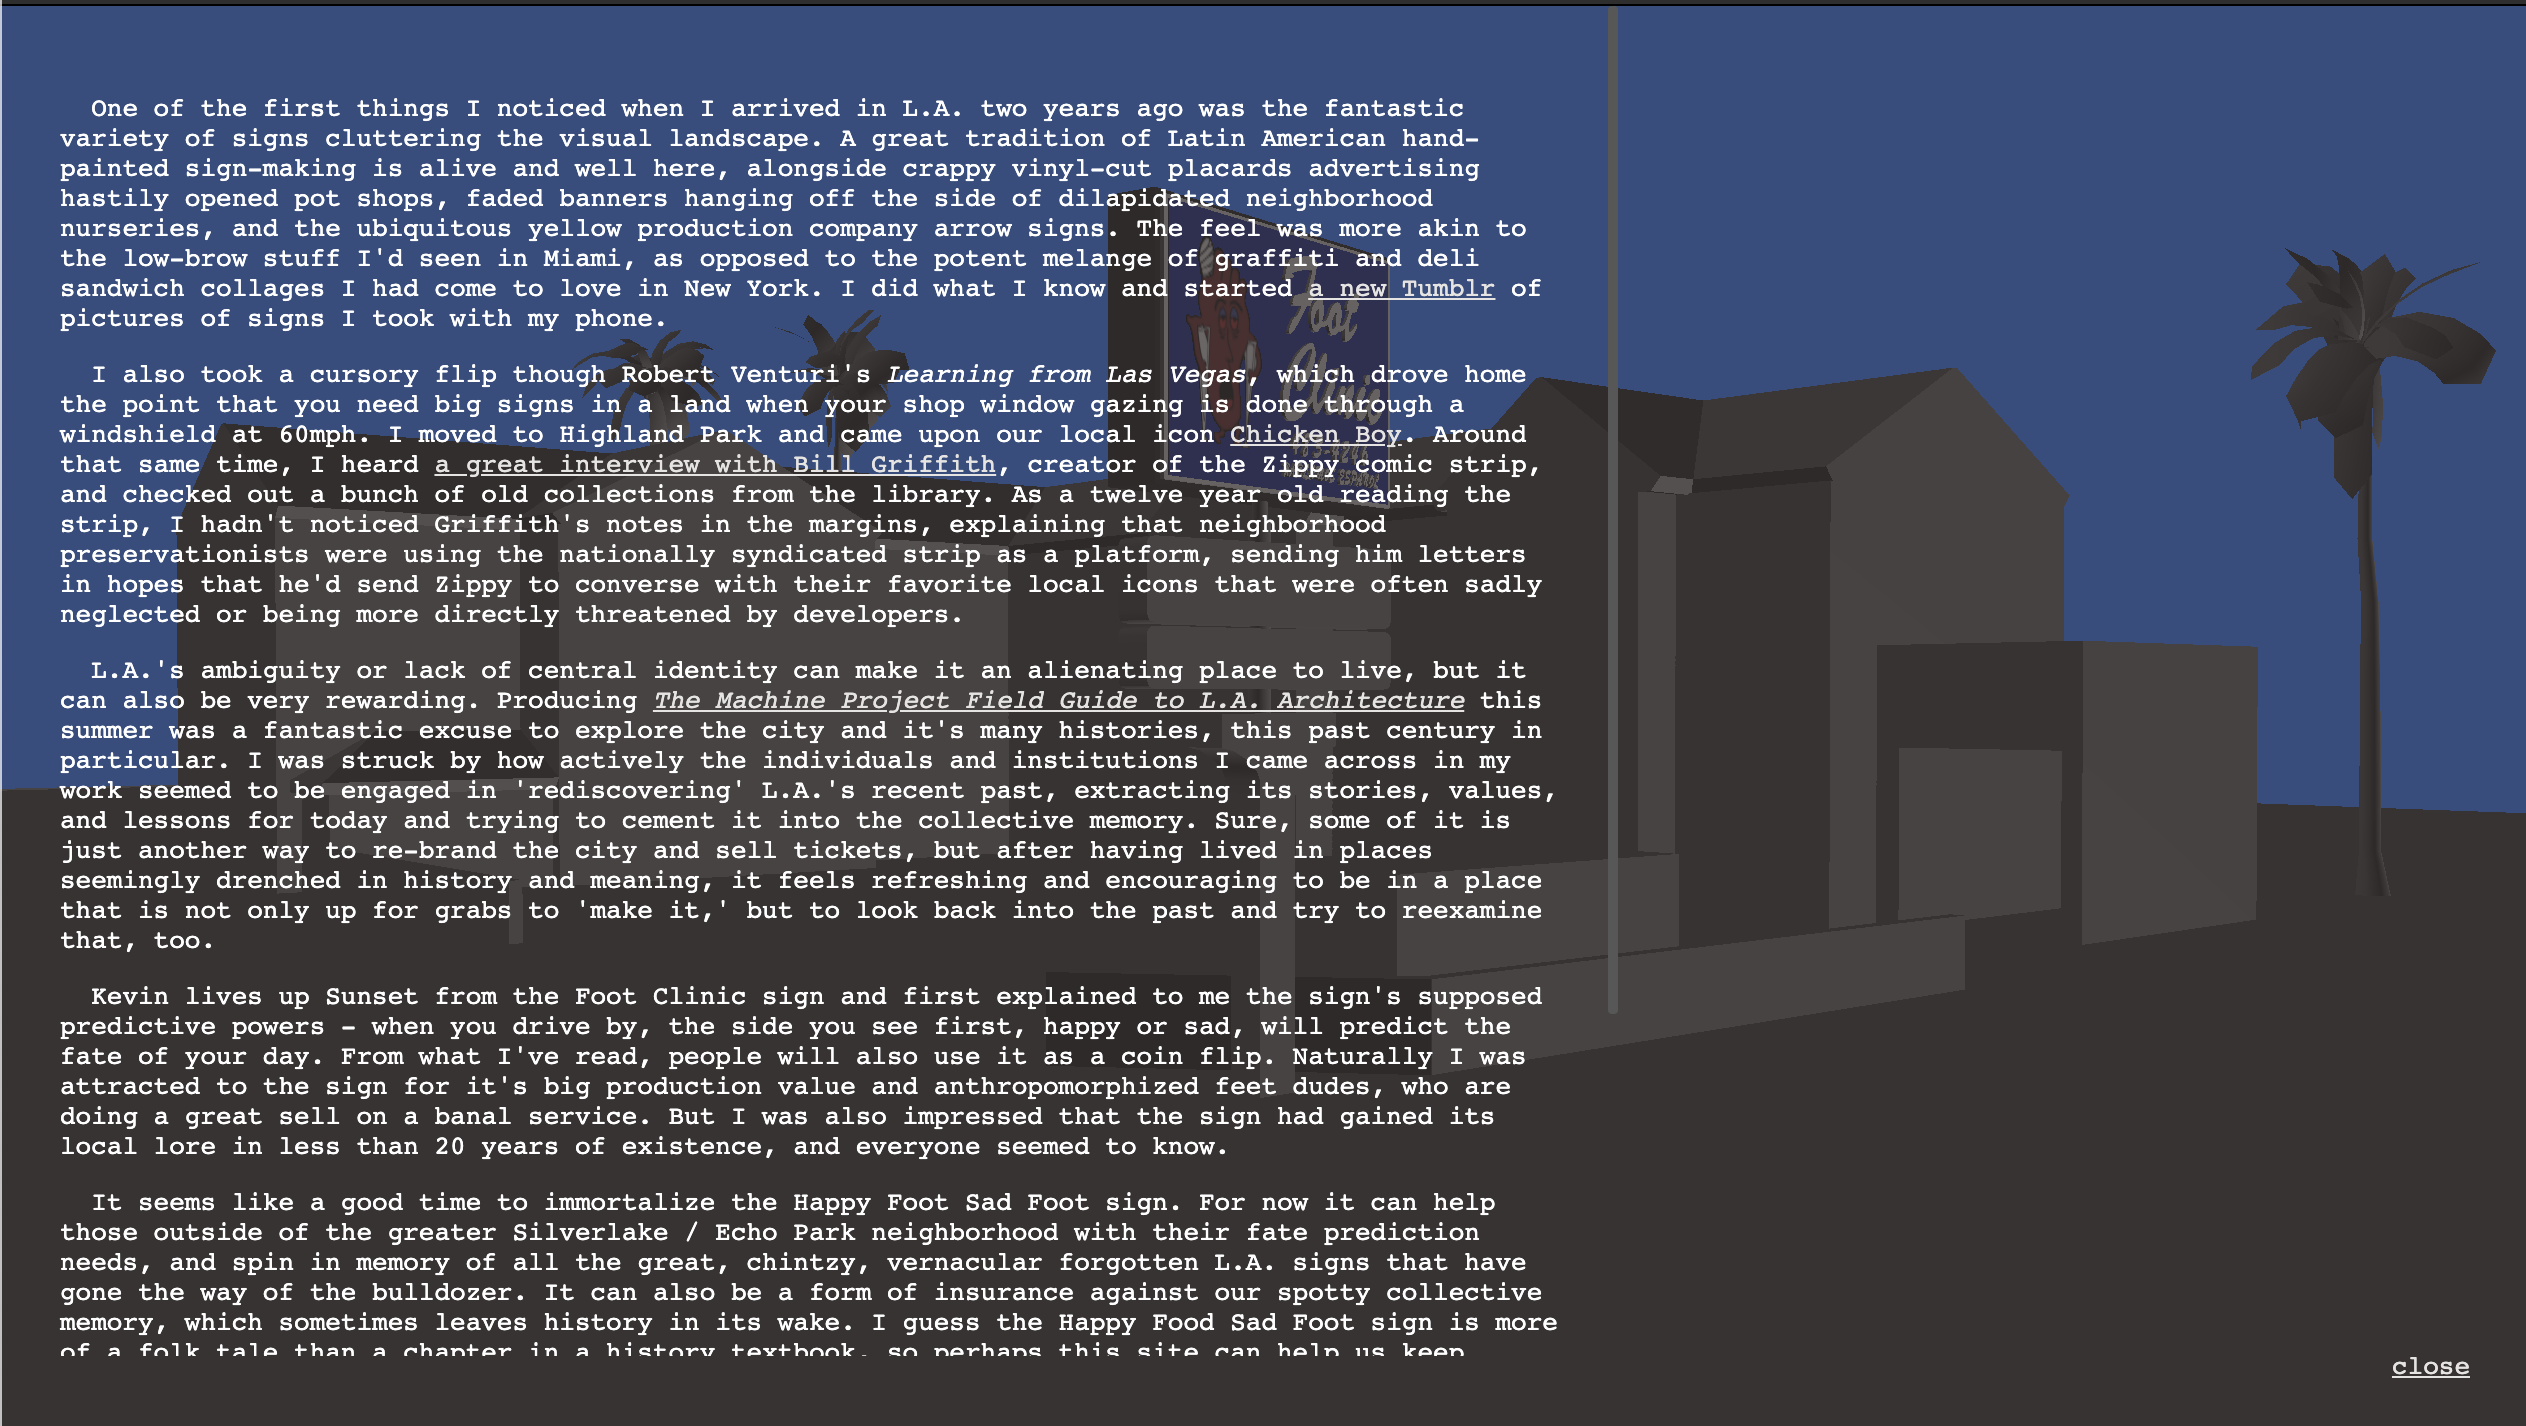 One of the first things I noticed when I arrived in L.A. two years ago was the fantastic
variety of signs cluttering the visual landscape. A great tradition of Latin American hand-
painted sign-making is alive and well here, alongside crappy vinyl-cut placards advertising
hastily opened pot shops, faded banners hanging off the side of dilapidated neighborhood
nurseries, and the ubiquitous yellow production company arrow signs. The feel was more akin to
the low-brow stuff I'd seen in Miami, as opposed to the potent melange of graffiti and deli
sandwich collages I had come to love in New York. I did what I know and started a new Tumblr of
pictures of signs I took with my phone.
I also took a cursory flip though Robert Venturi's Learning from Las Vegas, which drove home
the point that you need big signs in a land when your shop window gazing is done through a
windshield at 60mph. I moved to Highland Park and came upon our local icon Chicken Boy. Around
that same time, I heard a great interview with Bill Griffith, creator of the Zippy comic strip,
and checked out a bunch of old collections from the library. As a twelve year old reading the
strip, I hadn't noticed Griffith's notes in the margins, explaining that neighborhood
preservationists were using the nationally syndicated strip as a platform, sending him letters
in hopes that he'd send Zippy to converse with their favorite local icons that were often sadly
neglected or being more directly threatened by developers.
L.A.'s ambiguity or lack of central identity can make it an alienating place to live, but it
can also be very rewarding. Producing The Machine Project Field Guide to L.A. Architecture this
summer was a fantastic excuse to explore the city and it's many histories, this past century in
particular. I was struck by how actively the individuals and institutions I came across in my
work seemed to be engaged in 'rediscovering' L.A.'s recent past, extracting its stories, values,
and lessons for today and trying to cement it into the collective memory. Sure, some of it is
just another way to re-brand the city and sell tickets, but after having lived in places
seemingly drenched in history and meaning, it feels refreshing and encouraging to be in a place
that is not only up for grabs to 'make it,' but to look back into the past and try to reexamine
that, too.
Kevin lives up Sunset from the Foot Clinic sign and first explained to me the sign's supposed
predictive powers – when you drive by, the side you see first, happy or sad, will predict the
fate of your day. From what I've read, people will also use it as a coin flip. Naturally I was
attracted to the sign for it's big production value and anthropomorphized feet dudes, who are
doing a great sell on a banal service. But I was also impressed that the sign had gained its
local lore in less than 20 years of existence, and everyone seemed to know.
It seems like a good time to immortalize the Happy Foot Sad Foot sign. For now it can help
those outside of the greater Silverlake / Echo Park neighborhood with their fate prediction
needs, and spin in memory of all the great, chintzy, vernacular forgotten L.A. signs that have
gone the way of the bulldozer. It can also be a form of insurance against our spotty collective
memory, which sometimes leaves history in its wake. I guess the Happy Food Sad Foot sign is more
of a folk tale than a chapter in a history textbook, so perhaps this site can help us keep
close
Foot
Clinic